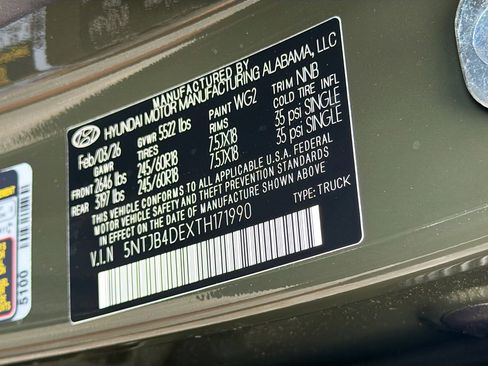 MANUFACTURED BY
HYUNDAI MOTOR MANUFACTURING ALABAMA, LLC
Feb/03/26 GVWR 5522 lbs PAINT WG2 TRIM NNB
GAWR TIRES RIMS COLD TIRE INFL
FRONT 2646 lbs 245/60R18 7.5JX18 35 psi SINGLE
REAR 3197 lbs 245/60R18 7.5JX18 35 psi SINGLE
THIS VEHICLE CONFORMS TO ALL APPLICABLE U.S.A. FEDERAL
MOTOR VEHICLE SAFETY AND THEFT PREVENTION STANDARDS
IN EFFECT ON THE DATE OF MANUFACTURE SHOWN ABOVE.
V.I.N 5NTJB4DEXTH171990 TYPE: TRUCK
5100